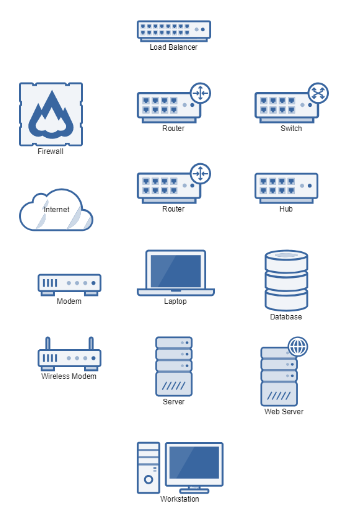 Load Balancer
Firewall
Router
Switch
Internet
Router
Hub
Modem
Laptop
Database
Wireless Modem
Server
Web Server
Workstation